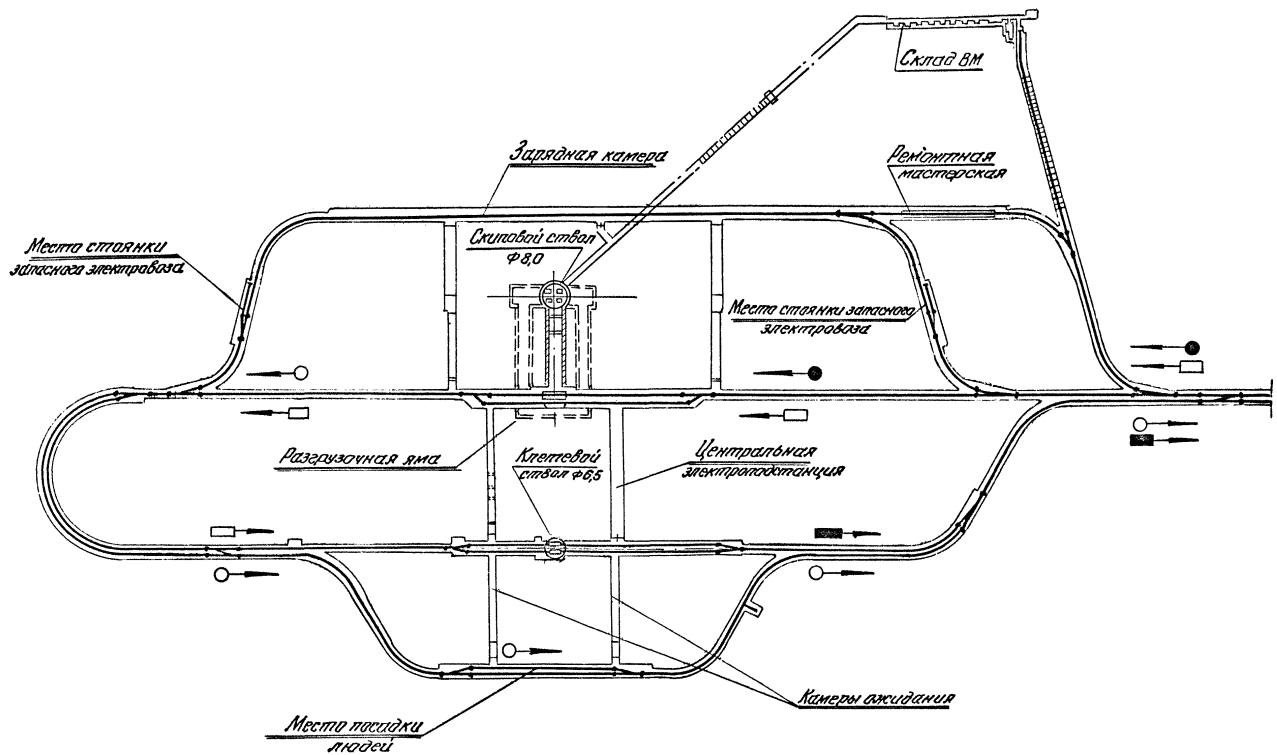 Склад ВМ
Зарядная камера
Ремонтная
мастерская
Место стоянки
запасного электровоза
Скиповой ствол
Ф8,0
Место стоянки запасного
электровоза
Разгрузочная яма
Клетевой
ствол Ф6,5
Центральная
электроподстанция
Камеры ожидания
Место посадки
людей